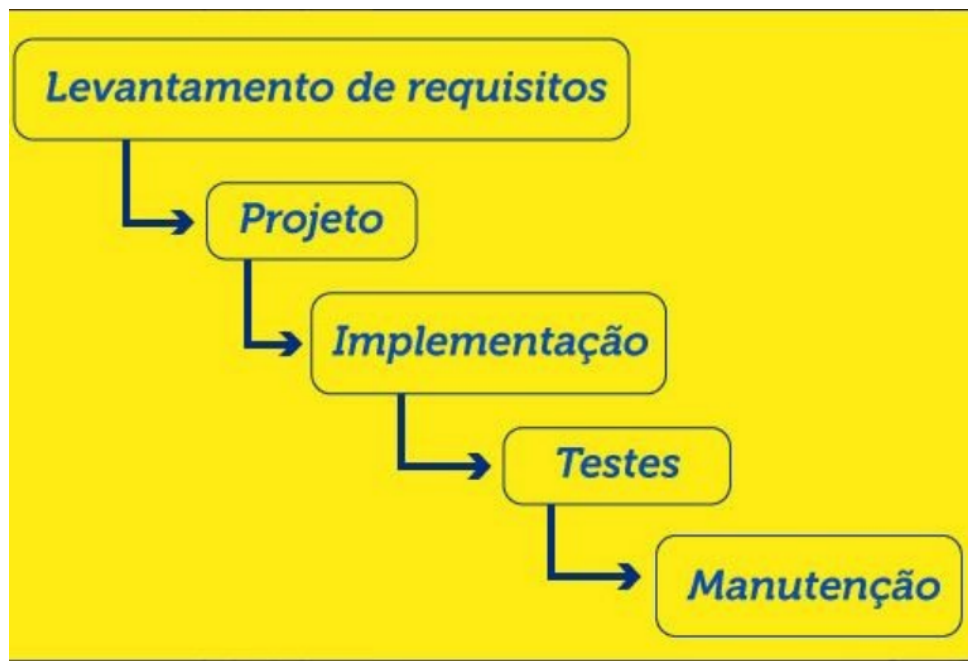 Levantamento de requisitos
Projeto
Implementação
Testes
Manutenção